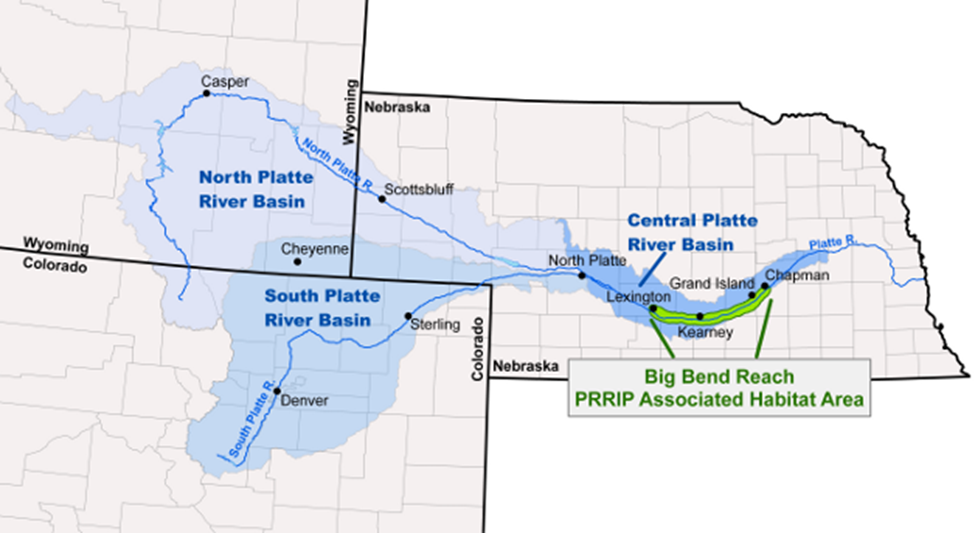 Casper
Wyoming
Nebraska
North Platte R.
North Platte
River Basin
Scottsbluff
Central Platte
River Basin
Platte R.
Wyoming
Colorado
Cheyenne
North Platte
Grand Island
Chapman
South Platte
River Basin
Lexington
Sterling
Kearney
Colorado
Nebraska
Big Bend Reach
PRRIP Associated Habitat Area
South Platte R.
Denver